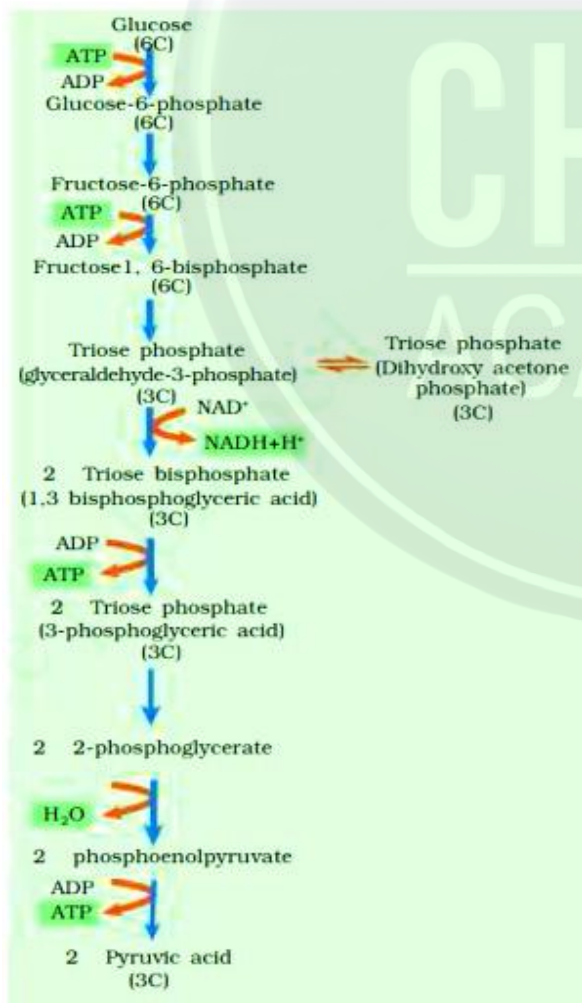 Glucose
(6C)
ATP
ADP
Glucose-6-phosphate
(6C)
Fructose-6-phosphate
(6C)
ATP
ADP
Fructose1, 6-bisphosphate
(6C)
Triose phosphate
(glyceraldehyde-3-phosphate)
(3C)
Triose phosphate
(Dihydroxy acetone
phosphate)
(3C)
NAD⁺
NADH+H⁺
2 Triose bisphosphate
(1,3 bisphosphoglyceric acid)
(3C)
ADP
ATP
2 Triose phosphate
(3-phosphoglyceric acid)
(3C)
2 2-phosphoglycerate
H₂O
2 phosphoenolpyruvate
ADP
ATP
2 Pyruvic acid
(3C)
CH
ACA